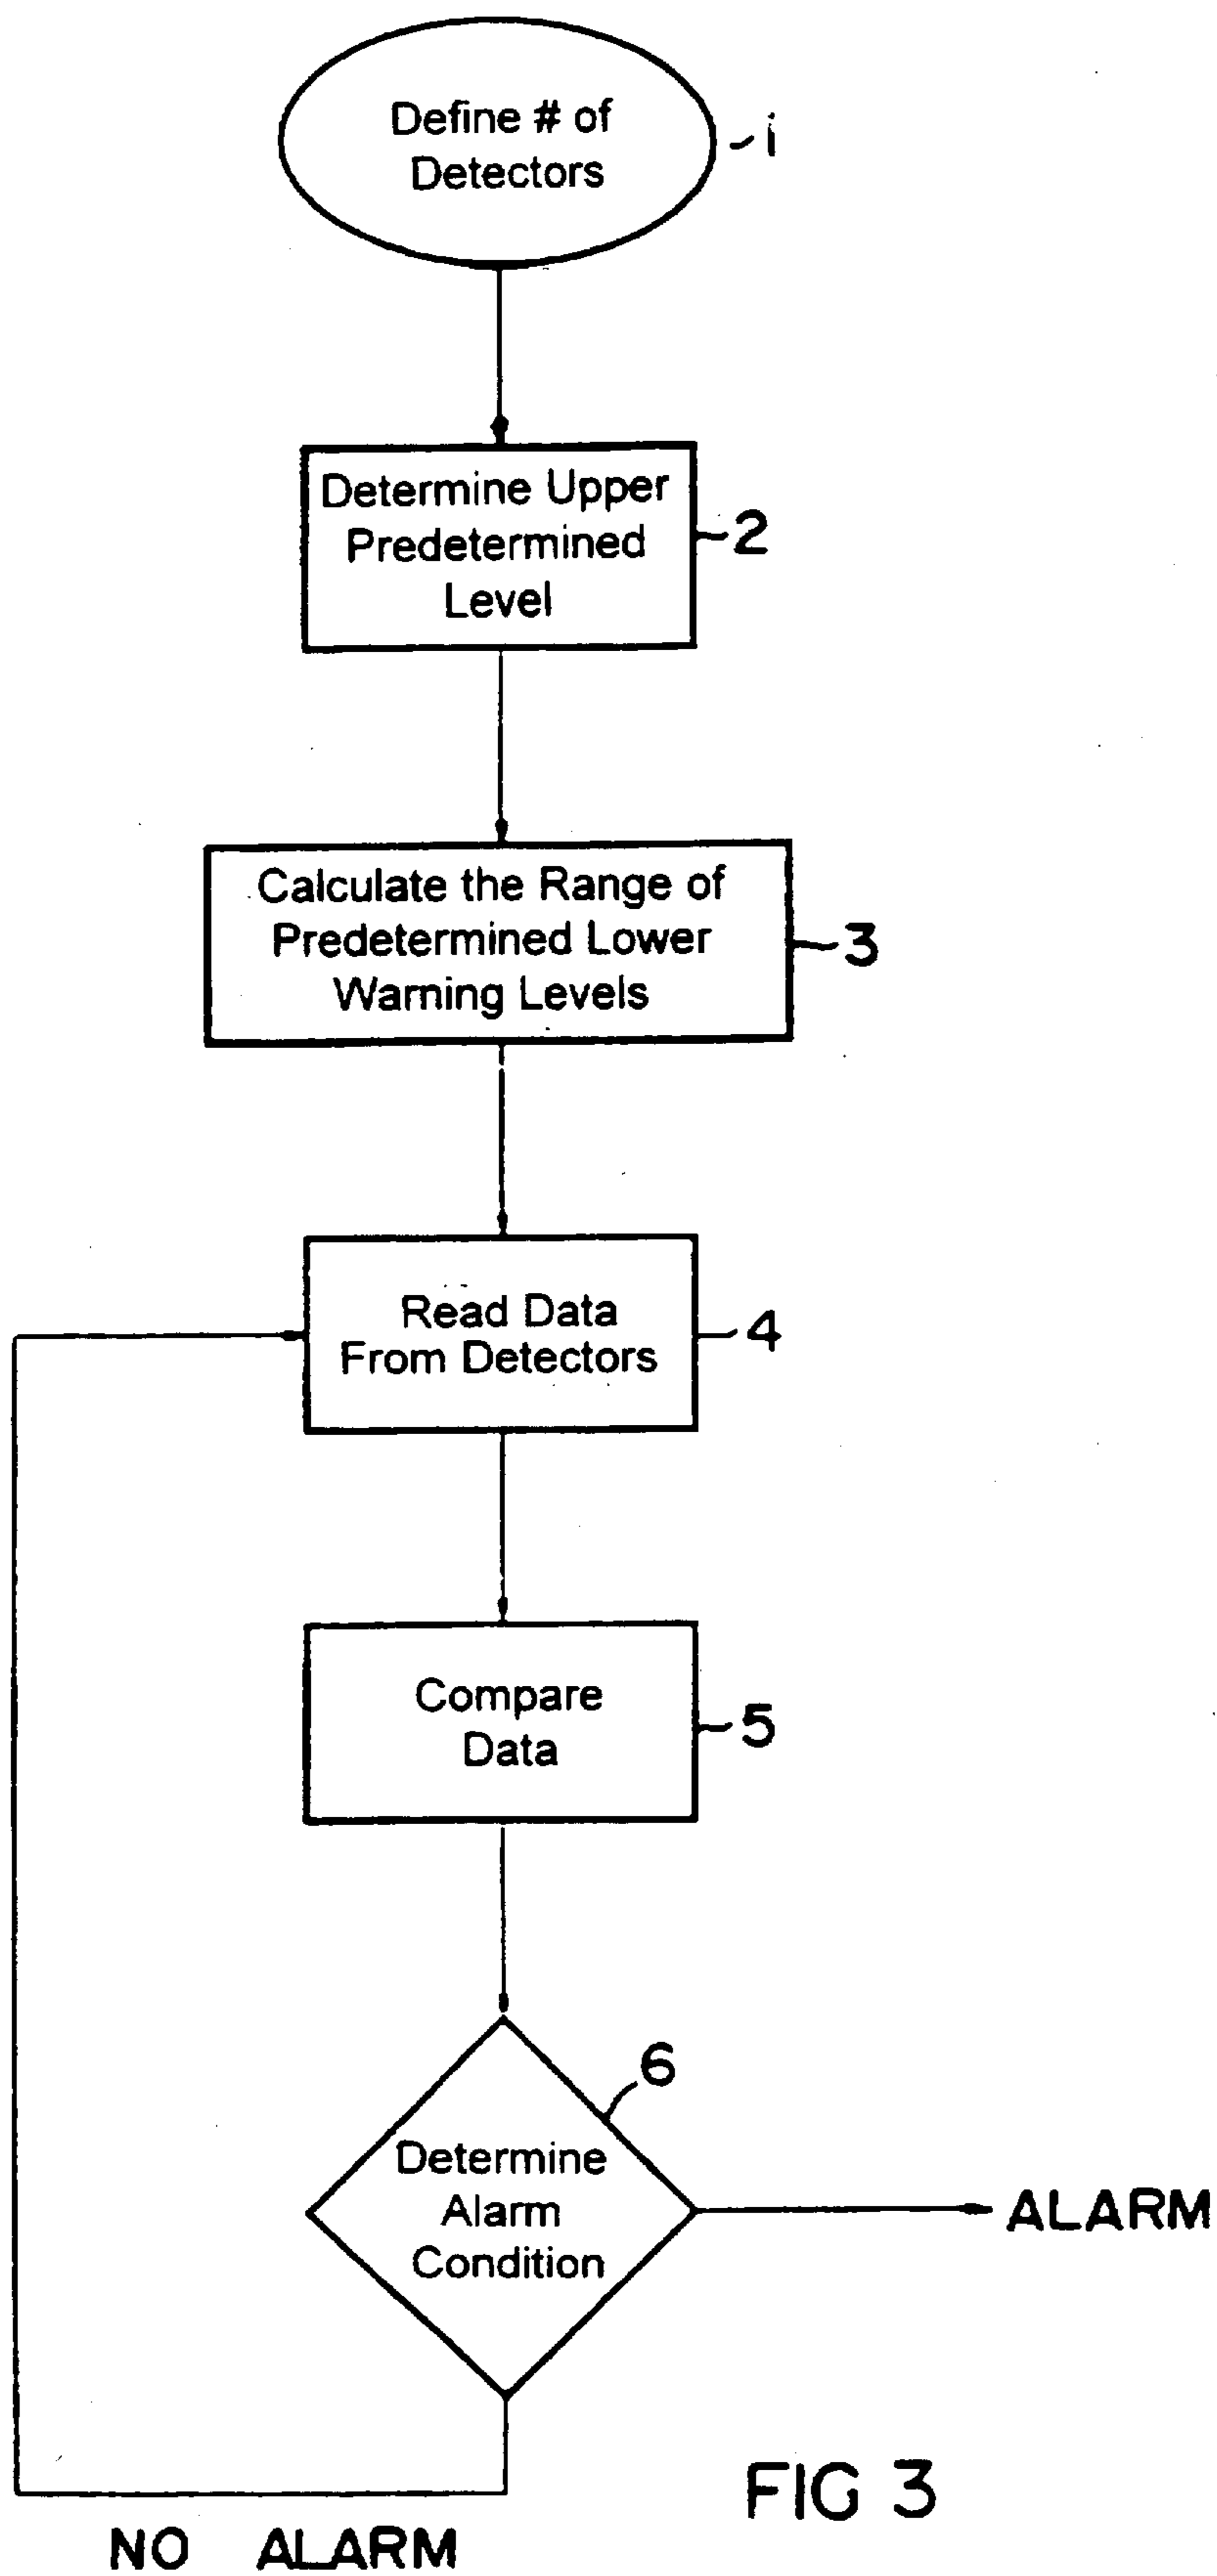 Define # of
Detectors
1
Determine Upper
Predetermined
Level
2
Calculate the Range of
Predetermined Lower
Warning Levels
3
Read Data
From Detectors
4
Compare
Data
5
6
Determine
Alarm
Condition
ALARM
FIG 3
NO ALARM